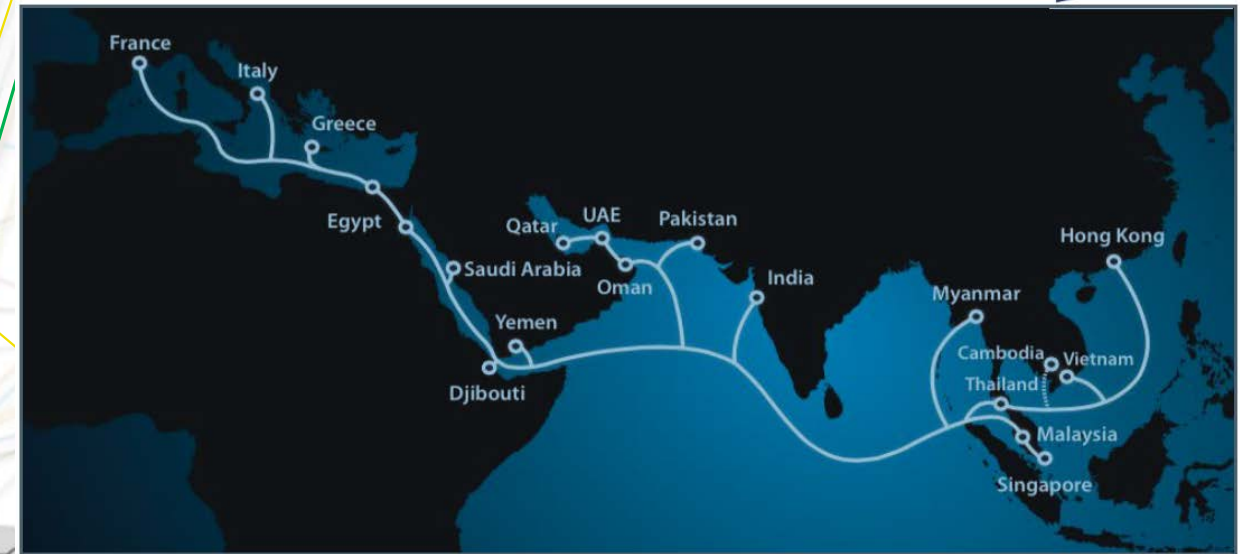 France
Italy
Greece
Egypt
Saudi Arabia
Yemen
Djibouti
Qatar
UAE
Oman
Pakistan
India
Myanmar
Hong Kong
Cambodia
Vietnam
Thailand
Malaysia
Singapore